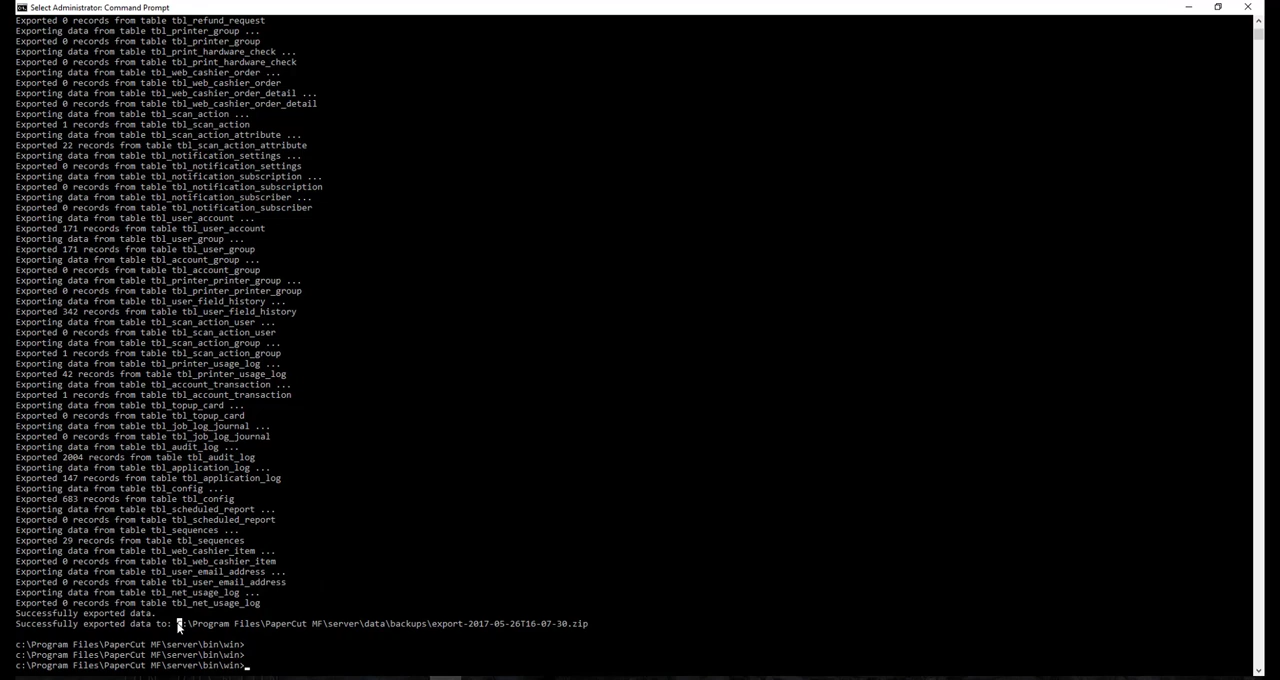 Select Administrator: Command Prompt
Exported 0 records from table tbl_refund_request
Exporting data from table tbl_printer_group ...
Exported 0 records from table tbl_printer_group
Exporting data from table tbl_print_hardware_check ...
Exported 0 records from table tbl_print_hardware_check
Exporting data from table tbl_web_cashier_order ...
Exported 0 records from table tbl_web_cashier_order
Exporting data from table tbl_web_cashier_order_detail ...
Exported 0 records from table tbl_web_cashier_order_detail
Exporting data from table tbl_scan_action ...
Exported 1 records from table tbl_scan_action
Exporting data from table tbl_scan_action_attribute ...
Exported 22 records from table tbl_scan_action_attribute
Exporting data from table tbl_notification_settings ...
Exported 0 records from table tbl_notification_settings
Exporting data from table tbl_notification_subscription ...
Exported 0 records from table tbl_notification_subscription
Exporting data from table tbl_notification_subscriber ...
Exported 0 records from table tbl_notification_subscriber
Exporting data from table tbl_user_account ...
Exported 171 records from table tbl_user_account
Exporting data from table tbl_user_group ...
Exported 171 records from table tbl_user_group
Exporting data from table tbl_account_group ...
Exported 0 records from table tbl_account_group
Exporting data from table tbl_printer_printer_group ...
Exported 0 records from table tbl_printer_printer_group
Exporting data from table tbl_user_field_history ...
Exported 342 records from table tbl_user_field_history
Exporting data from table tbl_scan_action_user ...
Exported 0 records from table tbl_scan_action_user
Exporting data from table tbl_scan_action_group ...
Exported 1 records from table tbl_scan_action_group
Exporting data from table tbl_printer_usage_log ...
Exported 42 records from table tbl_printer_usage_log
Exporting data from table tbl_account_transaction ...
Exported 1 records from table tbl_account_transaction
Exporting data from table tbl_topup_card ...
Exported 0 records from table tbl_topup_card
Exporting data from table tbl_job_log_journal ...
Exported 0 records from table tbl_job_log_journal
Exporting data from table tbl_audit_log ...
Exported 2004 records from table tbl_audit_log
Exporting data from table tbl_application_log ...
Exported 147 records from table tbl_application_log
Exporting data from table tbl_config ...
Exported 683 records from table tbl_config
Exporting data from table tbl_scheduled_report ...
Exported 0 records from table tbl_scheduled_report
Exporting data from table tbl_sequences ...
Exported 29 records from table tbl_sequences
Exporting data from table tbl_web_cashier_item ...
Exported 0 records from table tbl_web_cashier_item
Exporting data from table tbl_user_email_address ...
Exported 0 records from table tbl_user_email_address
Exporting data from table tbl_net_usage_log ...
Exported 0 records from table tbl_net_usage_log
Successfully exported data.
Successfully exported data to: C:\Program Files\PaperCut MF\server\data\backups\export-2017-05-26T16-07-30.zip
c:\Program Files\PaperCut MF\server\bin\win>
c:\Program Files\PaperCut MF\server\bin\win>
c:\Program Files\PaperCut MF\server\bin\win>